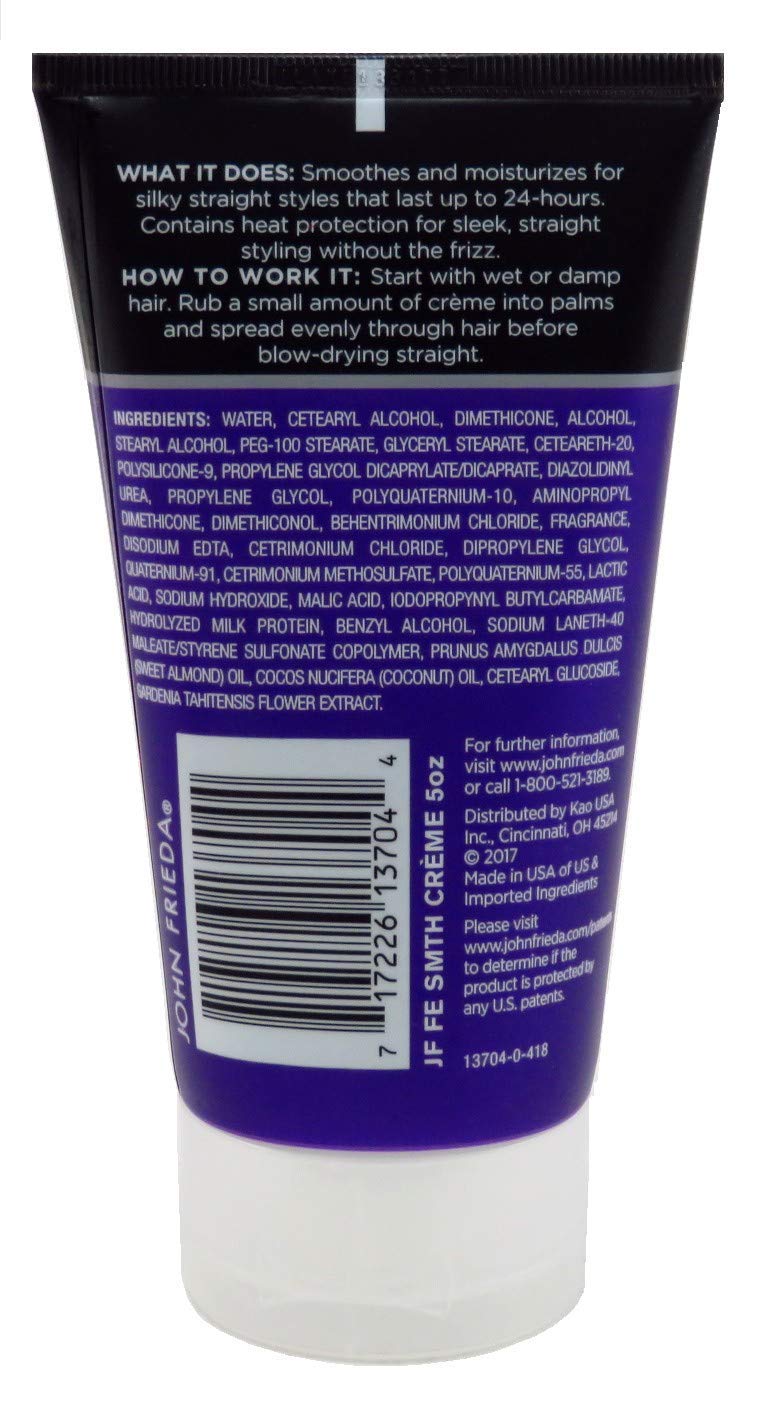 WHAT IT DOES: Smoothes and moisturizes for
silky straight styles that last up to 24-hours.
Contains heat protection for sleek, straight
styling without the frizz.
HOW TO WORK IT: Start with wet or damp
hair. Rub a small amount of crème into palms
and spread evenly through hair before
blow-drying straight.
INGREDIENTS: WATER, CETEARYL ALCOHOL, DIMETHICONE, ALCOHOL,
STEARYL ALCOHOL, PEG-100 STEARATE, GLYCERYL STEARATE, CETEARETH-20,
POLYSILICONE-9, PROPYLENE GLYCOL DICAPRYLATE/DICAPRATE, DIAZOLIDINYL
UREA, PROPYLENE GLYCOL, POLYQUATERNIUM-10, AMINOPROPYL
DIMETHICONE, DIMETHICONOL, BEHENTRIMONIUM CHLORIDE, FRAGRANCE,
DISODIUM EDTA, CETRIMONIUM CHLORIDE, DIPROPYLENE GLYCOL,
QUATERNIUM-91, CETRIMONIUM METHOSULFATE, POLYQUATERNIUM-55, LACTIC
ACID, SODIUM HYDROXIDE, MALIC ACID, IODOPROPYNYL BUTYLCARBAMATE,
HYDROLYZED MILK PROTEIN, BENZYL ALCOHOL, SODIUM LANETH-40
MALEATE/STYRENE SULFONATE COPOLYMER, PRUNUS AMYGDALUS DULCIS
(SWEET ALMOND) OIL, COCOS NUCIFERA (COCONUT) OIL, CETEARYL GLUCOSIDE,
GARDENIA TAHITENSIS FLOWER EXTRACT.
JOHN FRIEDA®
7 17226 13704 4
JF FE SMTH CRÈME 5oz
For further information,
visit www.johnfrieda.com
or call 1-800-521-3189.
Distributed by Kao USA
Inc., Cincinnati, OH 45214
© 2017
Made in USA of US &
Imported Ingredients
Please visit
www.johnfrieda.com/patents
to determine if the
product is protected by
any U.S. patents.
13704-0-418